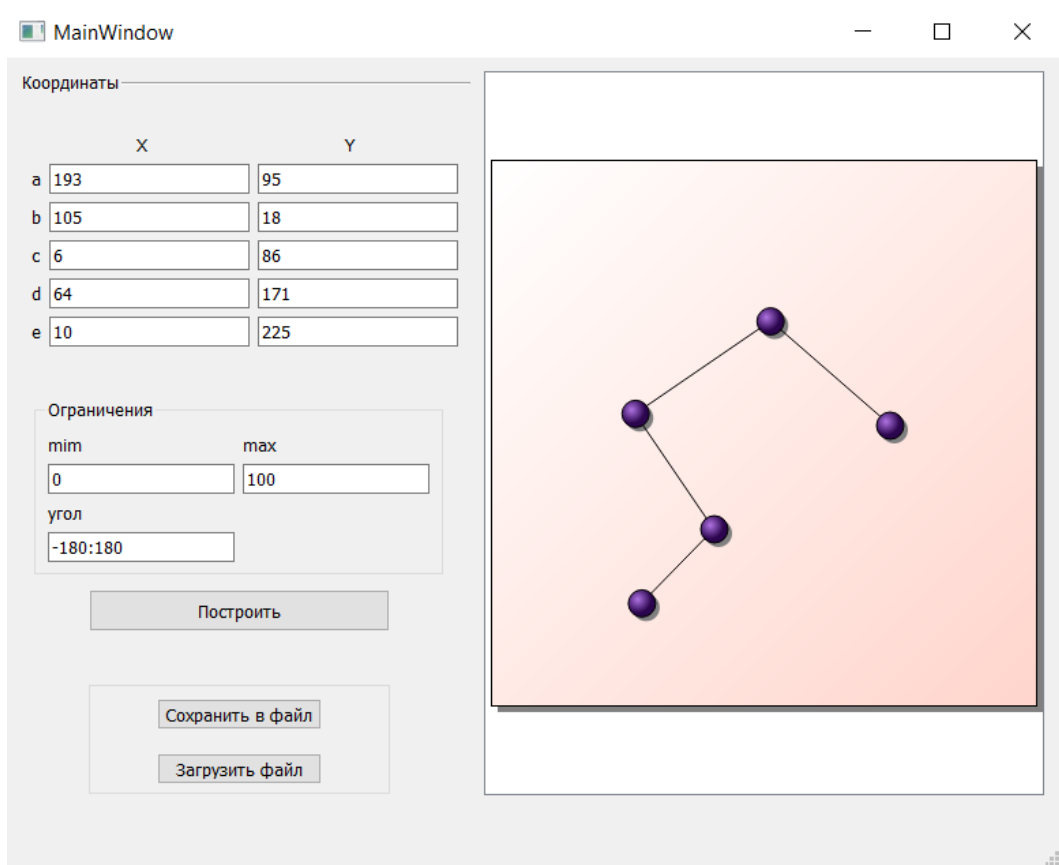 MainWindow
Координаты
X Y
a 193 95
b 105 18
c 6 86
d 64 171
e 10 225
Ограничения
mim max
0 100
угол
-180:180
Построить
Сохранить в файл
Загрузить файл